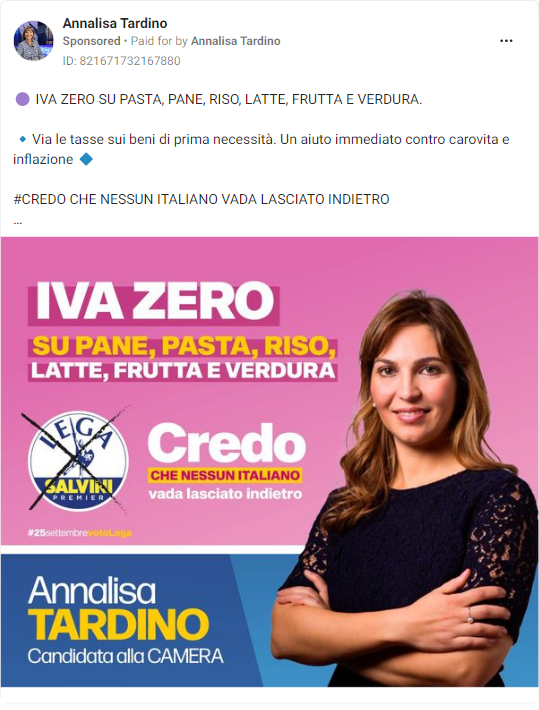 Annalisa Tardino
Sponsored • Paid for by Annalisa Tardino
ID: 821671732167880
IVA ZERO SU PASTA, PANE, RISO, LATTE, FRUTTA E VERDURA.
Via le tasse sui beni di prima necessità. Un aiuto immediato contro carovita e
inflazione
#CREDO CHE NESSUN ITALIANO VADA LASCIATO INDIETRO
...
IVA ZERO
SU PANE, PASTA, RISO,
LATTE, FRUTTA E VERDURA
LEGA
SALVINI
PREMIER
Credo
CHE NESSUN ITALIANO
vada lasciato indietro
#25settembrevotoLega
Annalisa
TARDINO
Candidata alla CAMERA